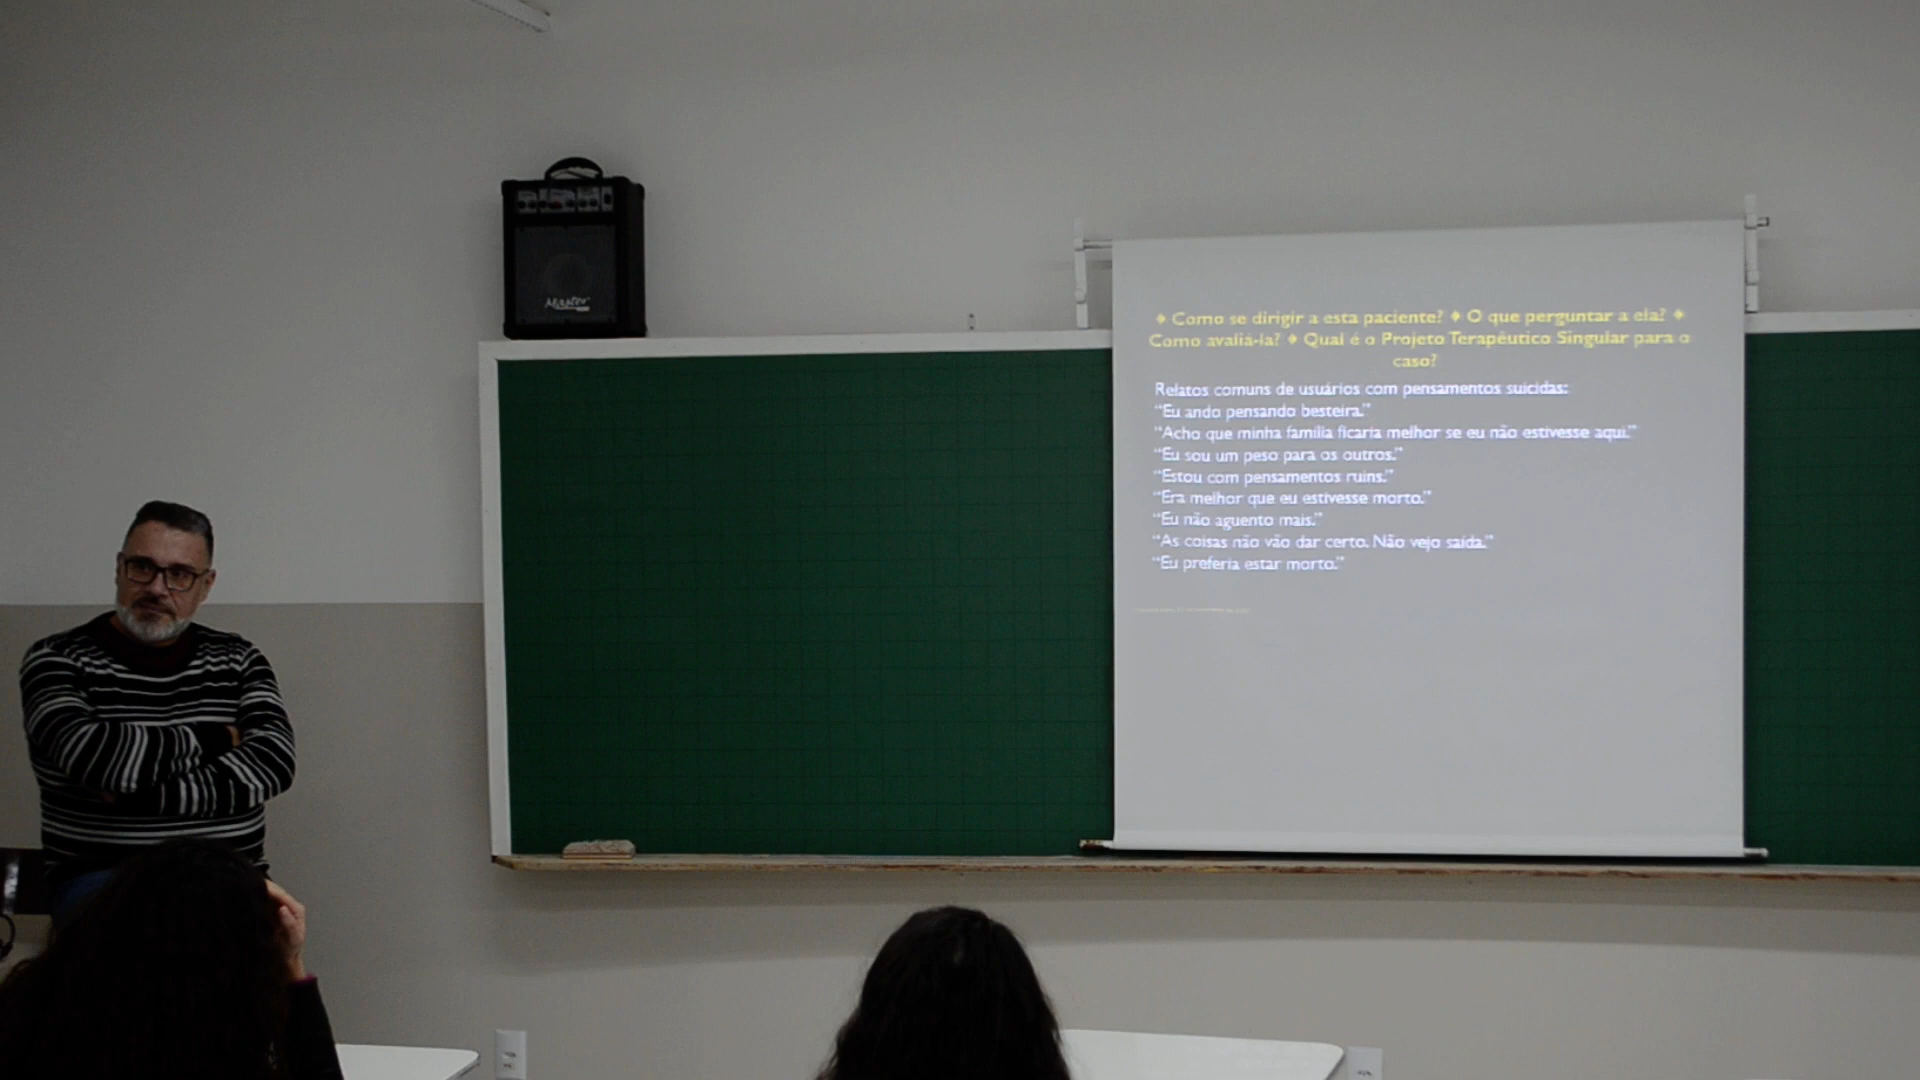 Master
♦ Como se dirigir a esta paciente? ♦ O que perguntar a ela? ♦
Como avaliá-la? ♦ Qual é o Projeto Terapêutico Singular para o
caso?
Relatos comuns de usuários com pensamentos suicidas:
“Eu ando pensando besteira.”
“Acho que minha família ficaria melhor se eu não estivesse aqui.”
“Eu sou um peso para os outros.”
“Estou com pensamentos ruins.”
“Era melhor que eu estivesse morto.”
“Eu não aguento mais.”
“As coisas não vão dar certo. Não vejo saída.”
“Eu preferia estar morto.”